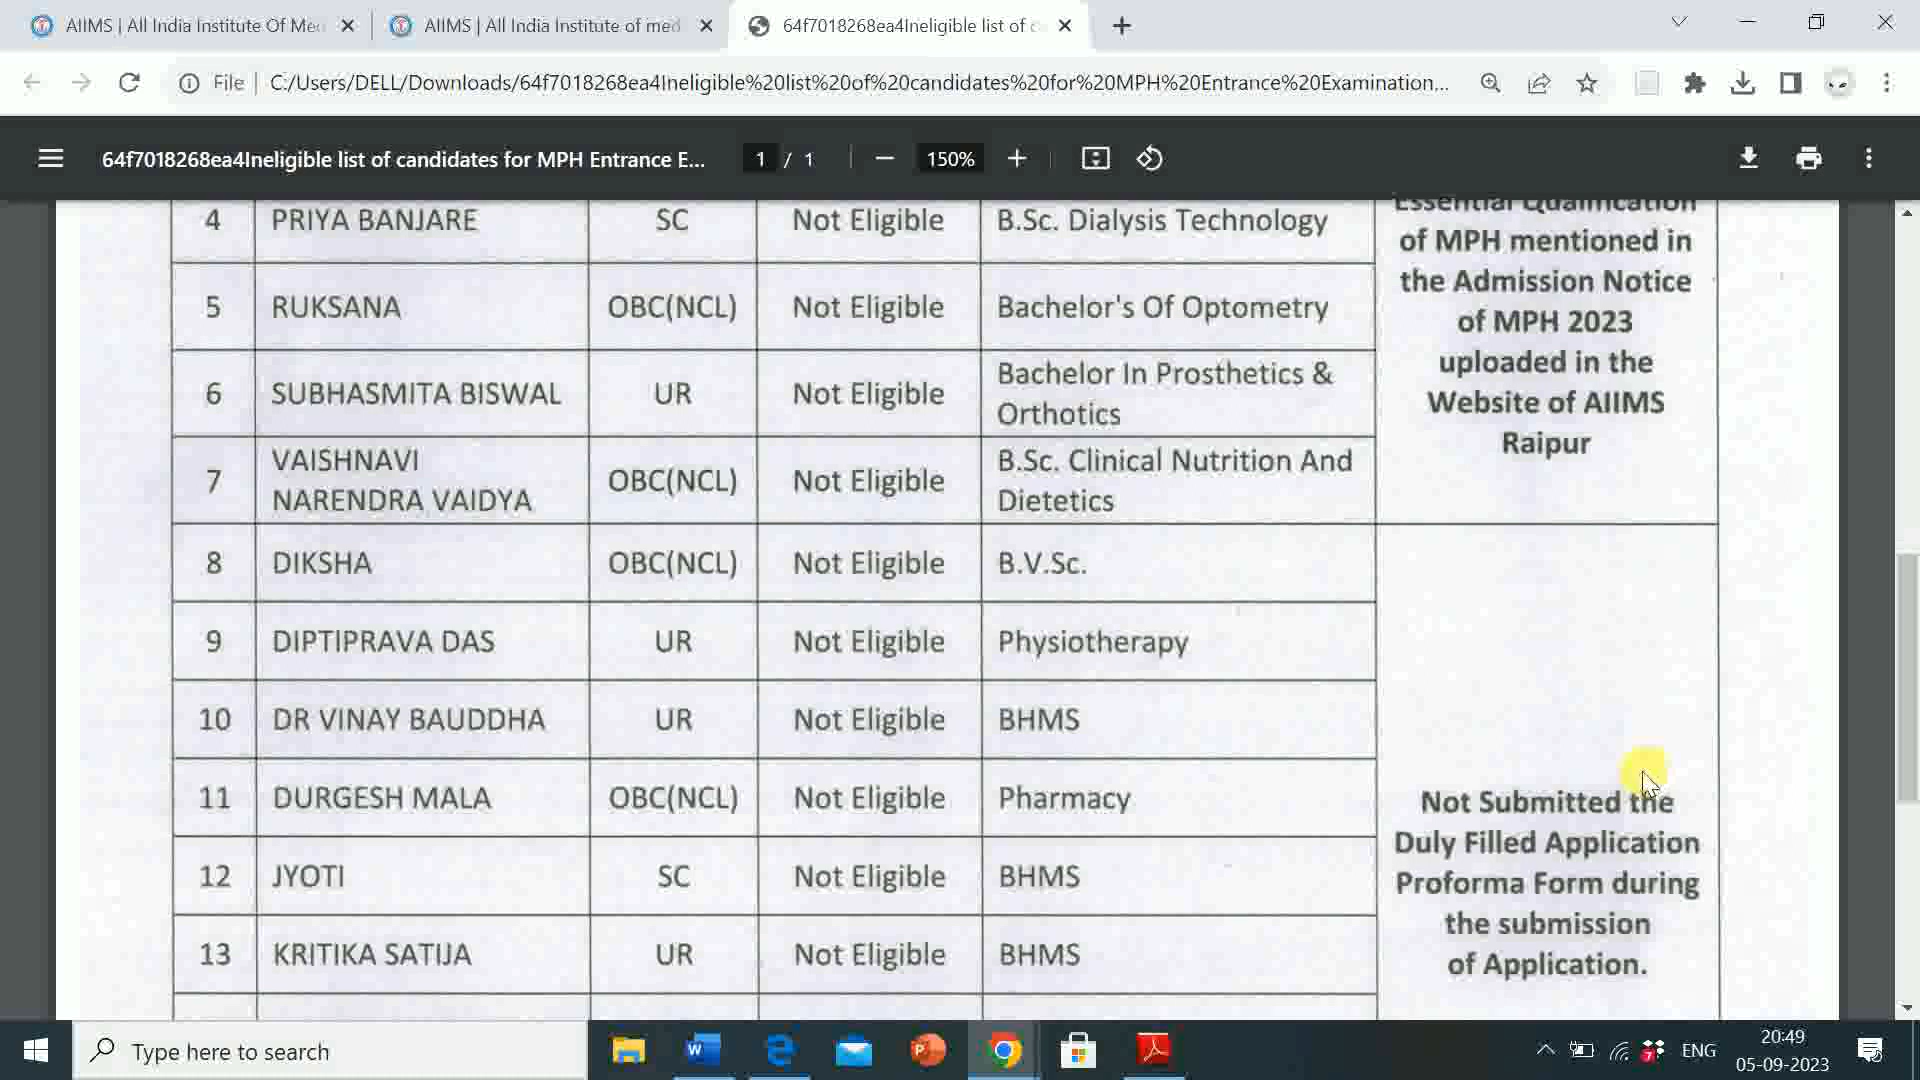 AIIMS | All India Institute Of Med
AIIMS | All India Institute of med
64f7018268ea4Ineligible list of ca
File
C:/Users/DELL/Downloads/64f7018268ea4Ineligible%20list%20of%20candidates%20for%20MPH%20Entrance%20Examination...
64f7018268ea4Ineligible list of candidates for MPH Entrance E...
1 / 1
150%
4 PRIYA BANJARE SC Not Eligible B.Sc. Dialysis Technology
5 RUKSANA OBC(NCL) Not Eligible Bachelor's Of Optometry
6 SUBHASMITA BISWAL UR Not Eligible Bachelor In Prosthetics &
Orthotics
7 VAISHNAVI
NARENDRA VAIDYA OBC(NCL) Not Eligible B.Sc. Clinical Nutrition And
Dietetics
Essential Qualification
of MPH mentioned in
the Admission Notice
of MPH 2023
uploaded in the
Website of AIIMS
Raipur
8 DIKSHA OBC(NCL) Not Eligible B.V.Sc.
9 DIPTIPRAVA DAS UR Not Eligible Physiotherapy
10 DR VINAY BAUDDHA UR Not Eligible BHMS
11 DURGESH MALA OBC(NCL) Not Eligible Pharmacy
12 JYOTI SC Not Eligible BHMS
13 KRITIKA SATIJA UR Not Eligible BHMS
Not Submitted the
Duly Filled Application
Proforma Form during
the submission
of Application.
Type here to search
7
ENG
20:49
05-09-2023